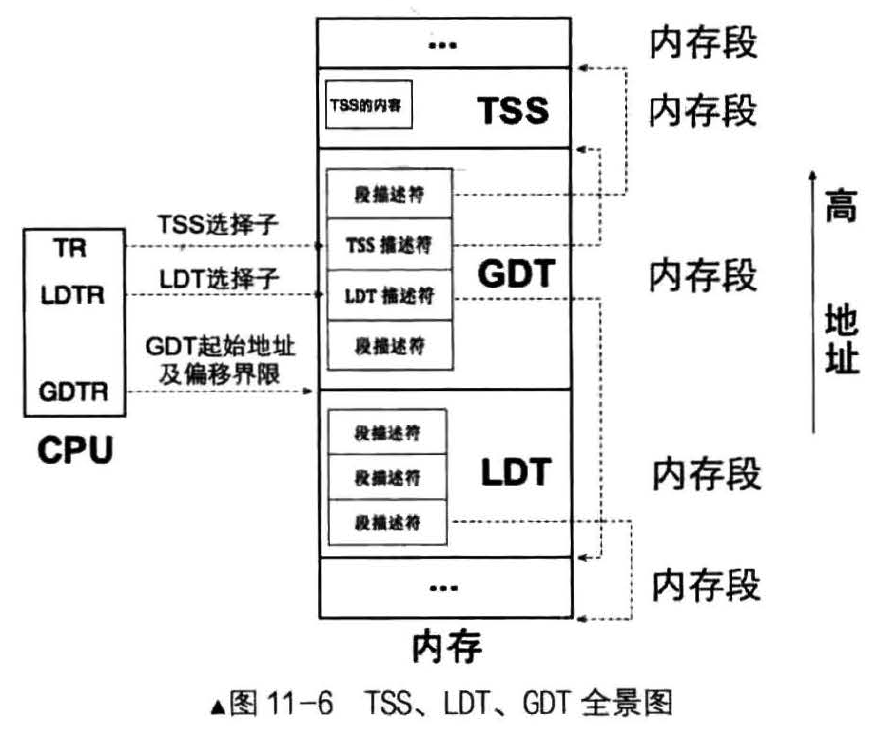 ...
内存段
TSS的内容
TSS
内存段
段描述符
TSS 描述符
LDT 描述符
段描述符
GDT
内存段
高
地址
TSS选择子
LDT选择子
GDT起始地址
及偏移界限
TR
LDTR
GDTR
CPU
段描述符
段描述符
段描述符
LDT
内存段
...
内存段
内存
▲图 11-6 TSS、LDT、GDT 全景图